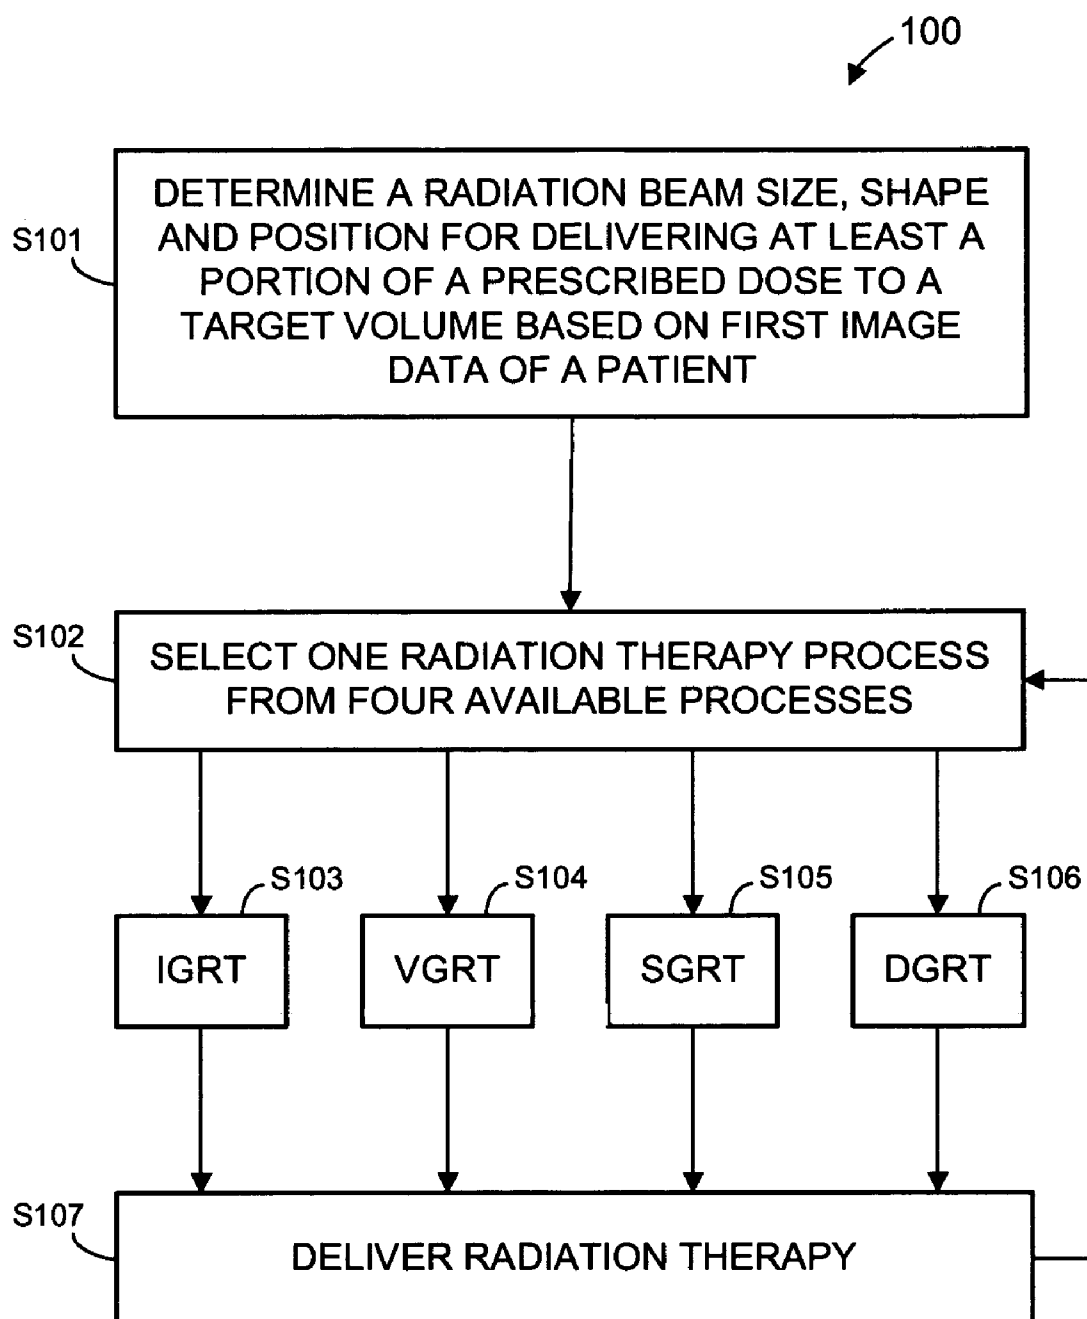 100
S101
DETERMINE A RADIATION BEAM SIZE, SHAPE
AND POSITION FOR DELIVERING AT LEAST A
PORTION OF A PRESCRIBED DOSE TO A
TARGET VOLUME BASED ON FIRST IMAGE
DATA OF A PATIENT
S102
SELECT ONE RADIATION THERAPY PROCESS
FROM FOUR AVAILABLE PROCESSES
S103
S104
S105
S106
IGRT
VGRT
SGRT
DGRT
S107
DELIVER RADIATION THERAPY